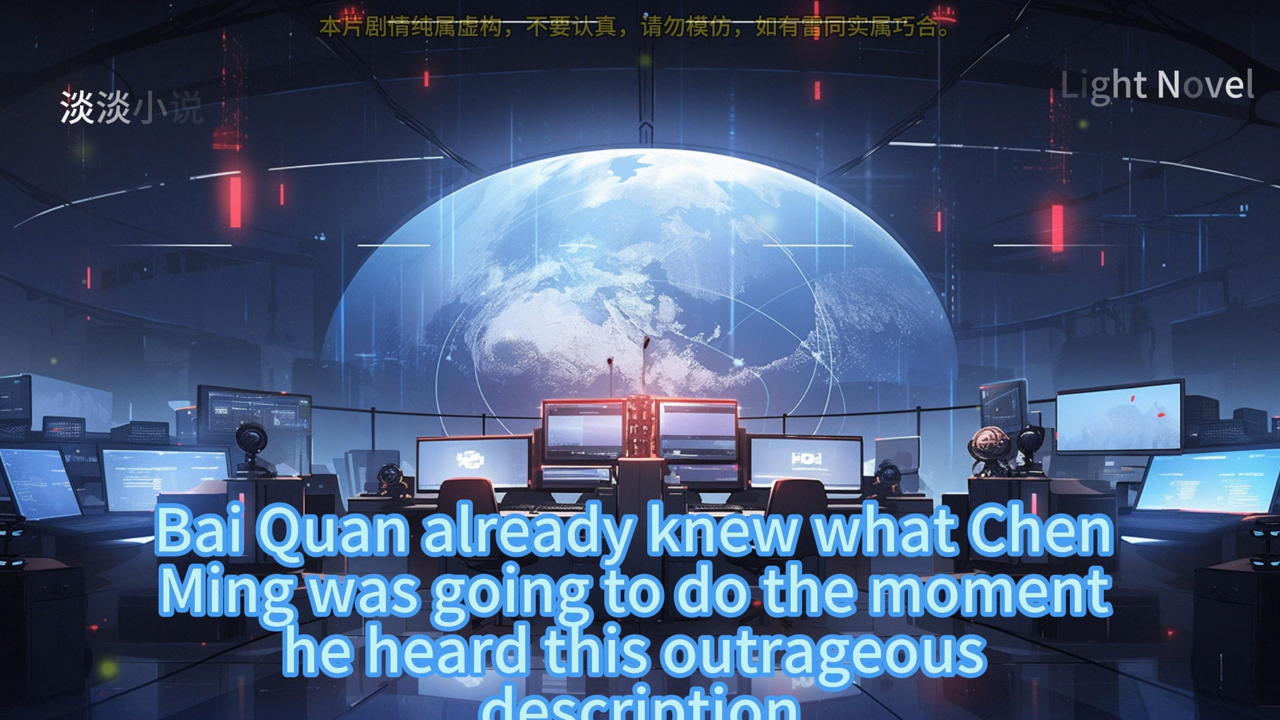 本片剧情纯属虚构，不要认真，请勿模仿，如有雷同实属巧合。
淡淡小说
Light Novel
Bai Quan already knew what Chen
Ming was going to do the moment
he heard this outrageous
description